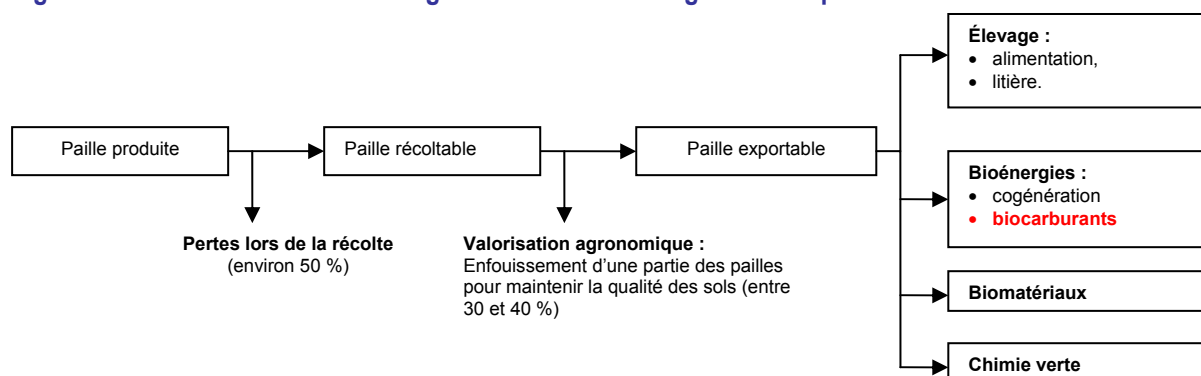 Paille produite
Paille récoltable
Paille exportable
Pertes lors de la récolte
(environ 50 %)
Valorisation agronomique :
Enfouissement d'une partie des pailles
pour maintenir la qualité des sols (entre
30 et 40 %)
Élevage :
• alimentation,
• litière.
Bioénergies :
• cogénération
• biocarburants
Biomatériaux
Chimie verte